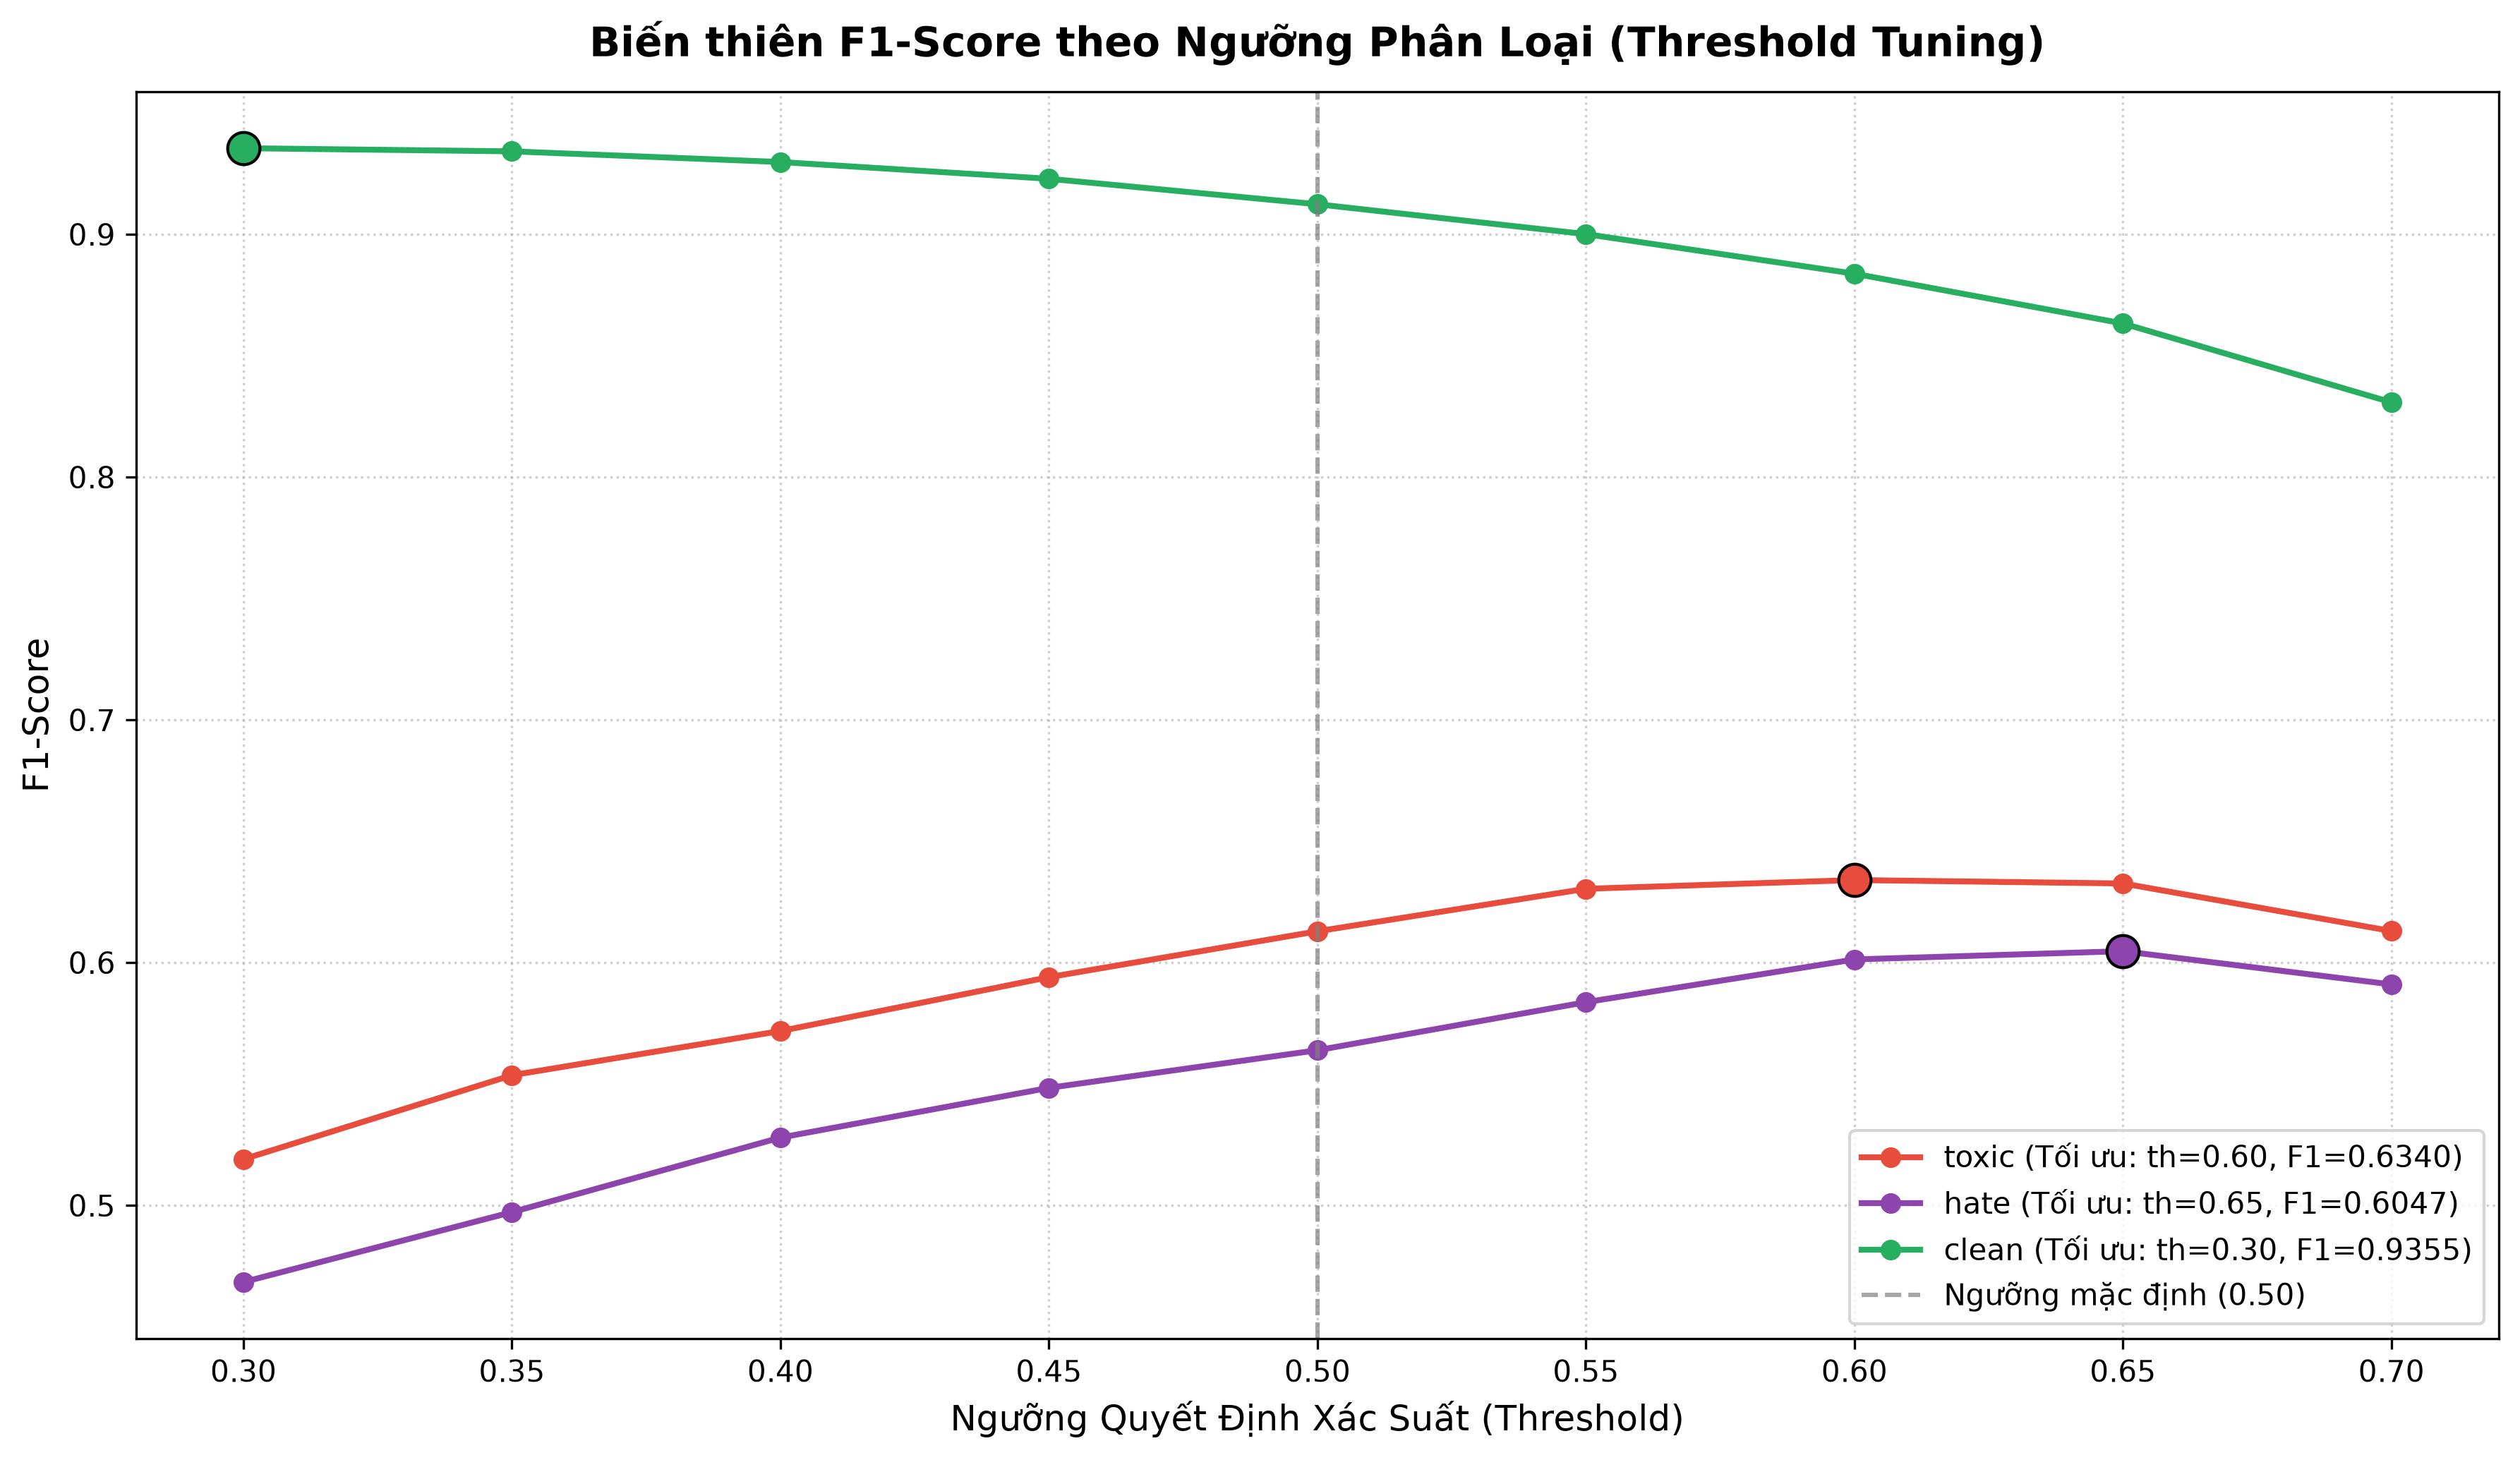 Biến thiên F1-Score theo Ngưỡng Phân Loại (Threshold Tuning)
F1-Score
0.9
0.8
0.7
0.6
0.5
toxic (Tối ưu: th=0.60, F1=0.6340)
hate (Tối ưu: th=0.65, F1=0.6047)
clean (Tối ưu: th=0.30, F1=0.9355)
Ngưỡng mặc định (0.50)
0.30 0.35 0.40 0.45 0.50 0.55 0.60 0.65 0.70
Ngưỡng Quyết Định Xác Suất (Threshold)